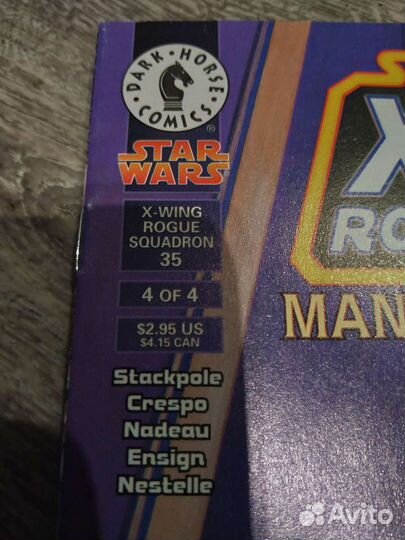 DARK • HORSE
COMICS
®
STAR
WARS
X-WING
ROGUE
SQUADRON
35
4 OF 4
$2.95 US
$4.15 CAN
Stackpole
Crespo
Nadeau
Ensign
Nestelle
S
X
RO
MAN
Avito